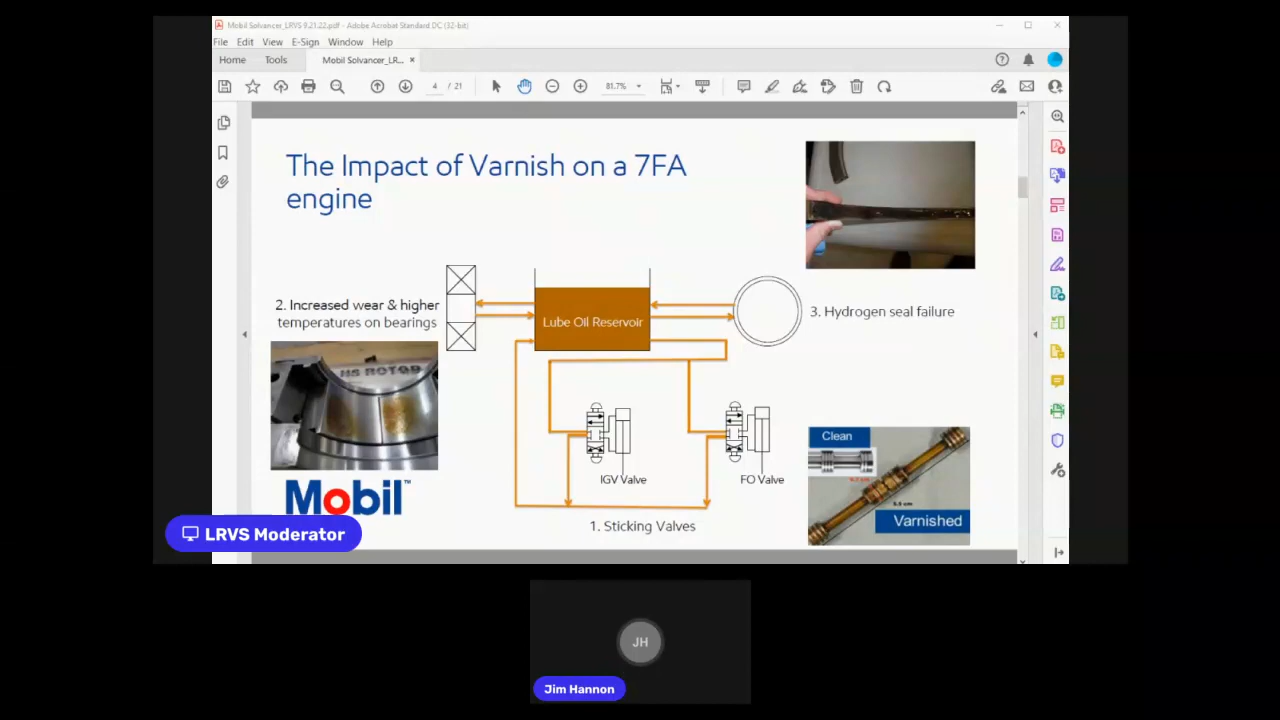 Mobil Solvancer_LRVS 9.21.22.pdf - Adobe Acrobat Standard DC (32-bit)
File Edit View E-Sign Window Help
Home Tools Mobil Solvancer_LR... ×
4 / 21 81.7%
The Impact of Varnish on a 7FA
engine
2. Increased wear & higher
temperatures on bearings
Lube Oil Reservoir
3. Hydrogen seal failure
HS ROTOR
IGV Valve
FO Valve
1. Sticking Valves
Clean
Varnished
Mobil™
LRVS Moderator
JH
Jim Hannon